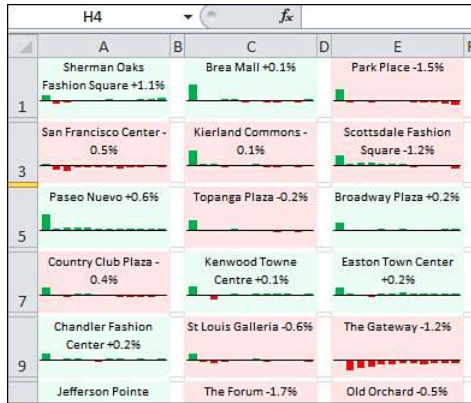 H4
fx
A B C D E
Sherman Oaks
Fashion Square +1.1%
Brea Mall +0.1%
Park Place -1.5%
1
San Francisco Center -
0.5%
Kierland Commons -
0.1%
Scottsdale Fashion
Square -1.2%
3
Paseo Nuevo +0.6%
Topanga Plaza -0.2%
Broadway Plaza +0.2%
5
Country Club Plaza -
0.4%
Kenwood Towne
Centre +0.1%
Easton Town Center
+0.2%
7
Chandler Fashion
Center +0.2%
St Louis Galleria -0.6%
The Gateway -1.2%
9
Jefferson Pointe
The Forum -1.7%
Old Orchard -0.5%